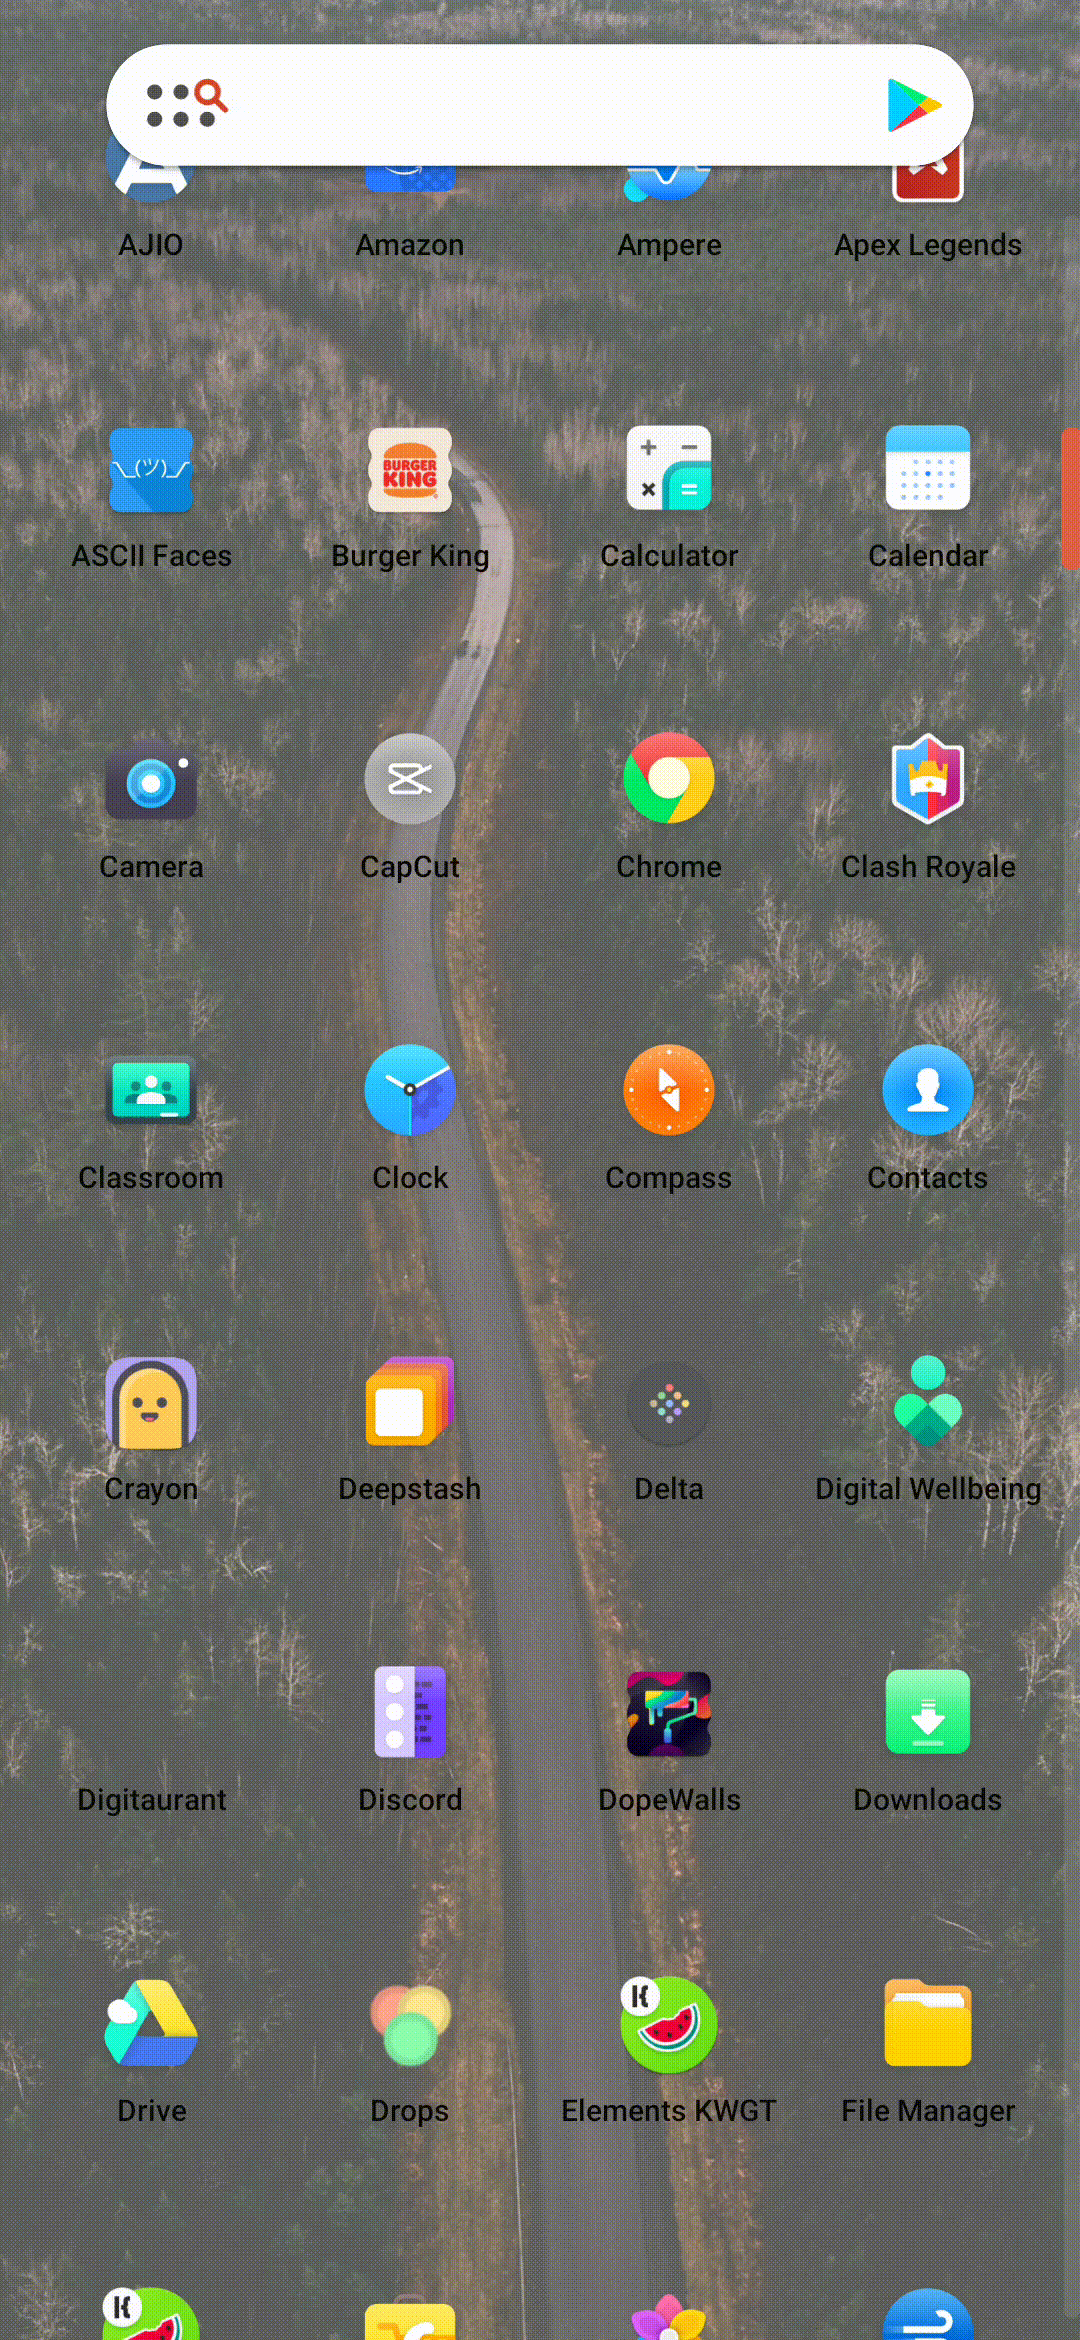 AJIO Amazon Ampere Apex Legends
\_(ツ)_/ BURGER KING
ASCII Faces Burger King Calculator Calendar
Camera CapCut Chrome Clash Royale
Classroom Clock Compass Contacts
Crayon Deepstash Delta Digital Wellbeing
Digitaurant Discord DopeWalls Downloads
Drive Drops Elements KWGT File Manager